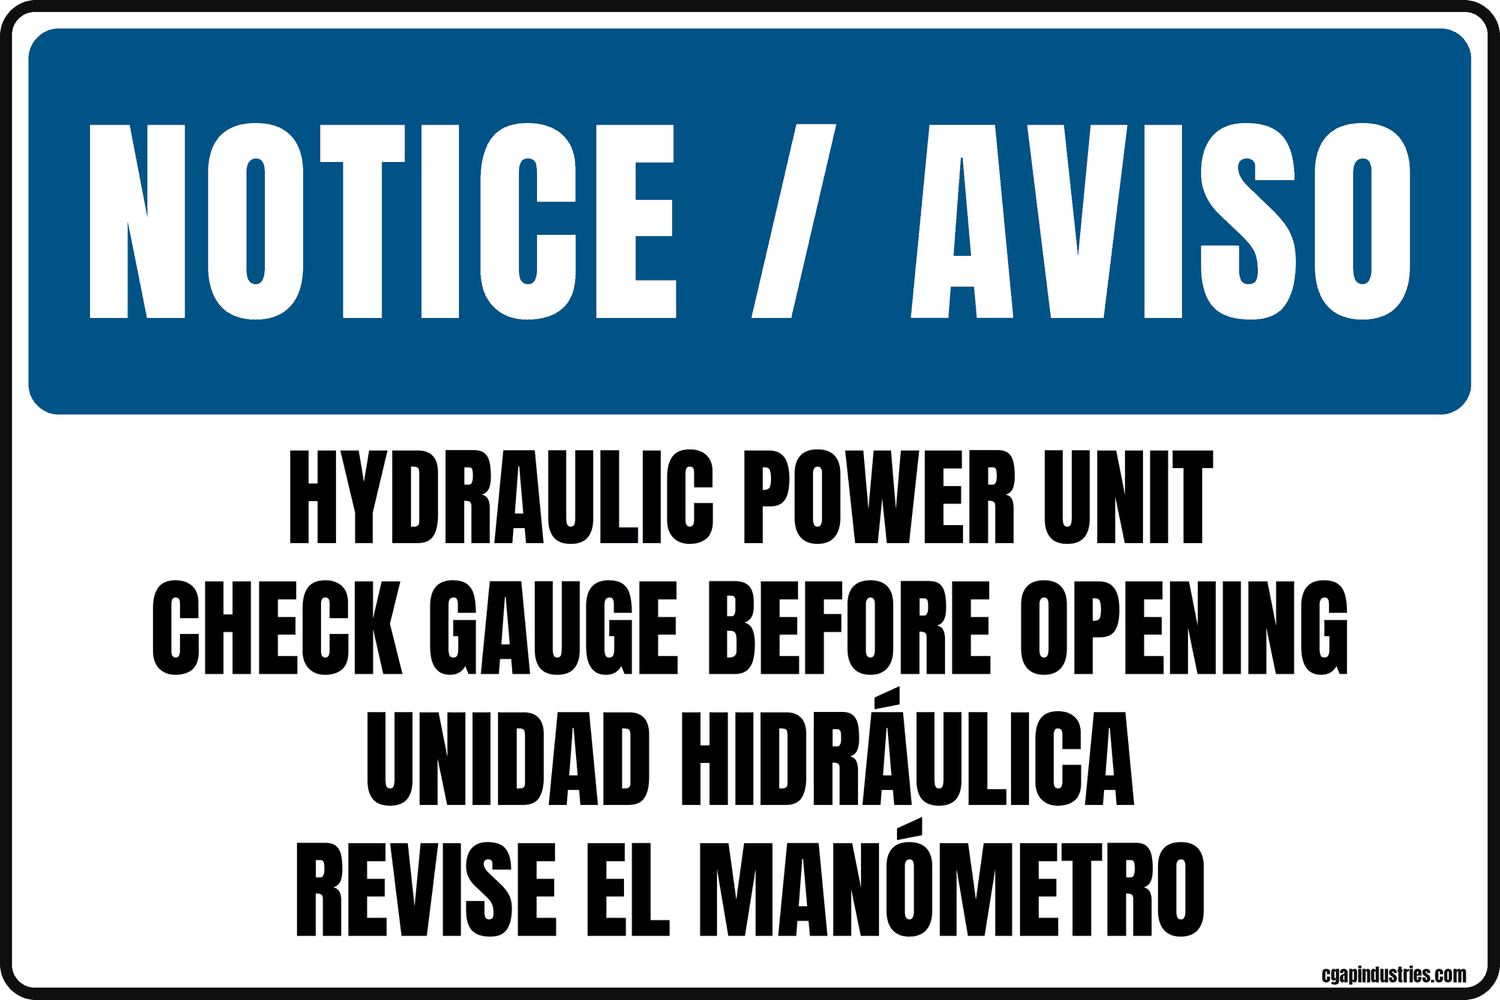 NOTICE / AVISO
HYDRAULIC POWER UNIT
CHECK GAUGE BEFORE OPENING
UNIDAD HIDRÁULICA
REVISE EL MANÓMETRO
cgapindustries.com